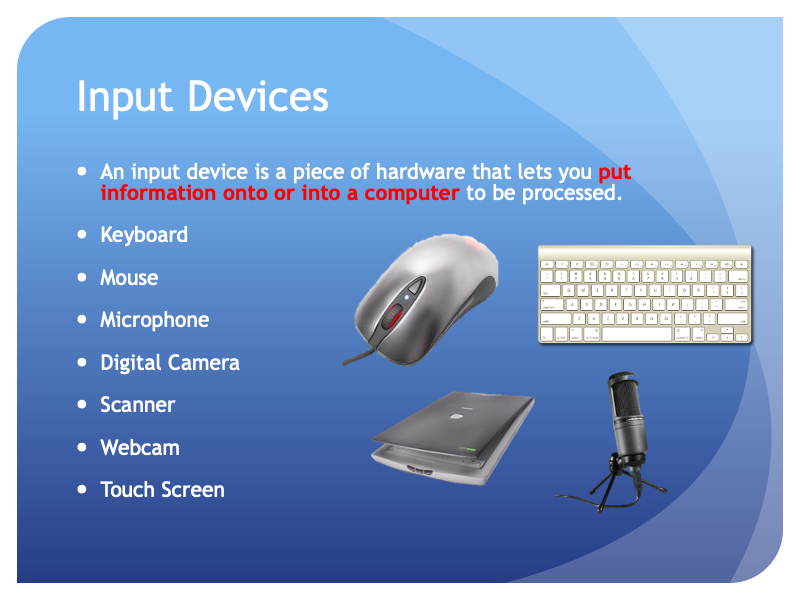 Input Devices
An input device is a piece of hardware that lets you put
information onto or into a computer to be processed.
Keyboard
Mouse
Microphone
Digital Camera
Scanner
Webcam
Touch Screen